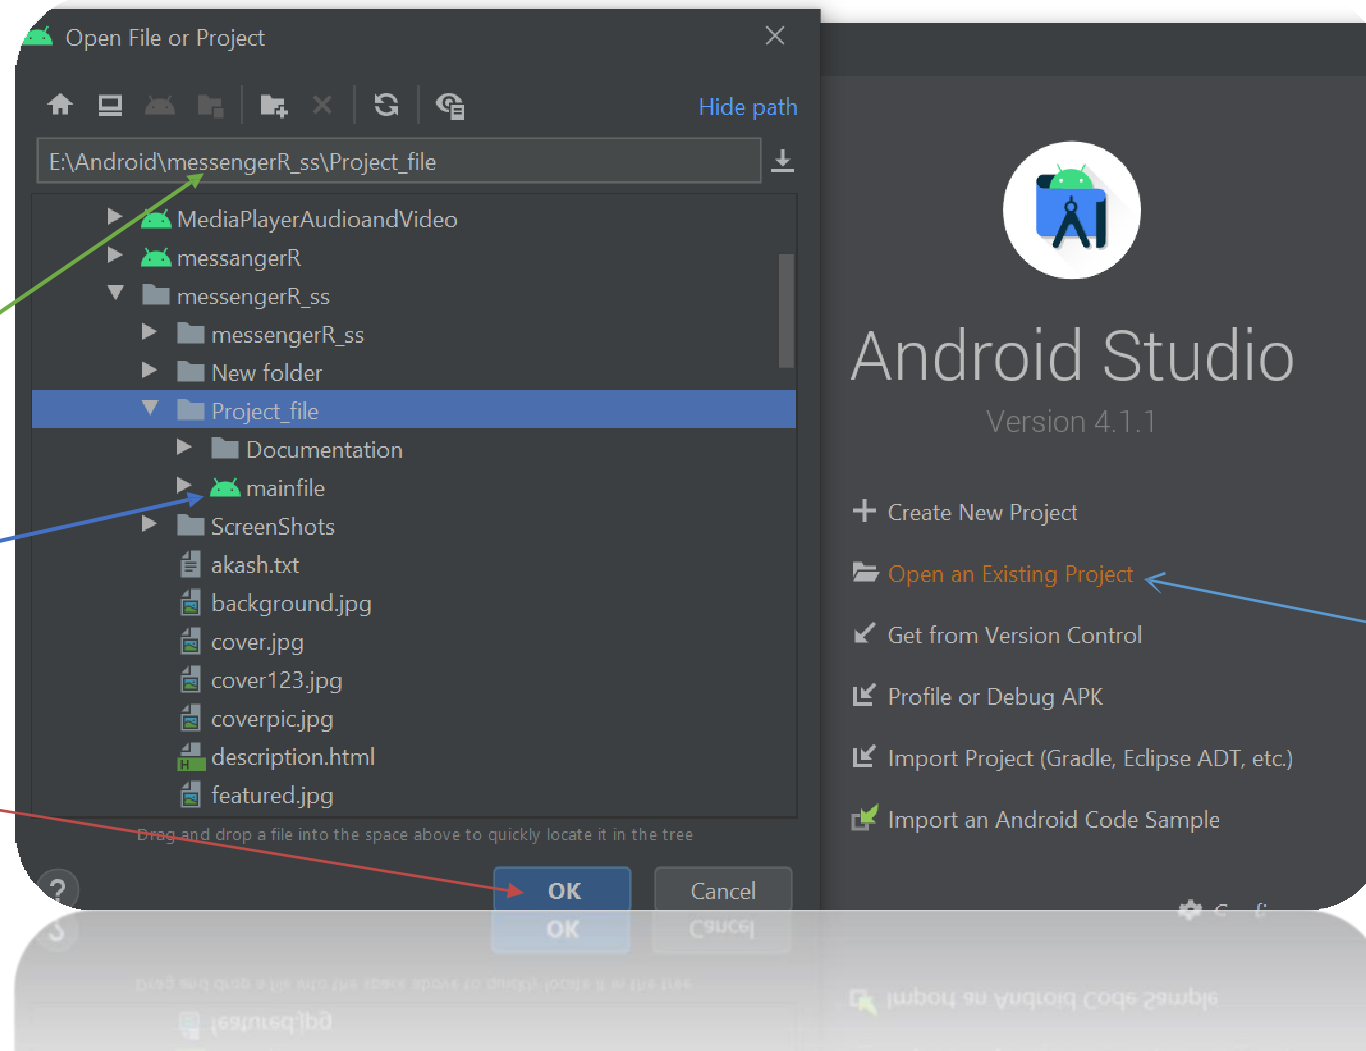 Open File or Project
Hide path
E:\Android\messengerR_ss\Project_file
MediaPlayerAudioandVideo
messangerR
messengerR_ss
messengerR_ss
New folder
Project_file
Documentation
mainfile
ScreenShots
akash.txt
background.jpg
cover.jpg
cover123.jpg
coverpic.jpg
description.html
featured.jpg
Drag and drop a file into the space above to quickly locate it in the tree
?
OK
Cancel
Android Studio
Version 4.1.1
Create New Project
Open an Existing Project
Get from Version Control
Profile or Debug APK
Import Project (Gradle, Eclipse ADT, etc.)
Import an Android Code Sample